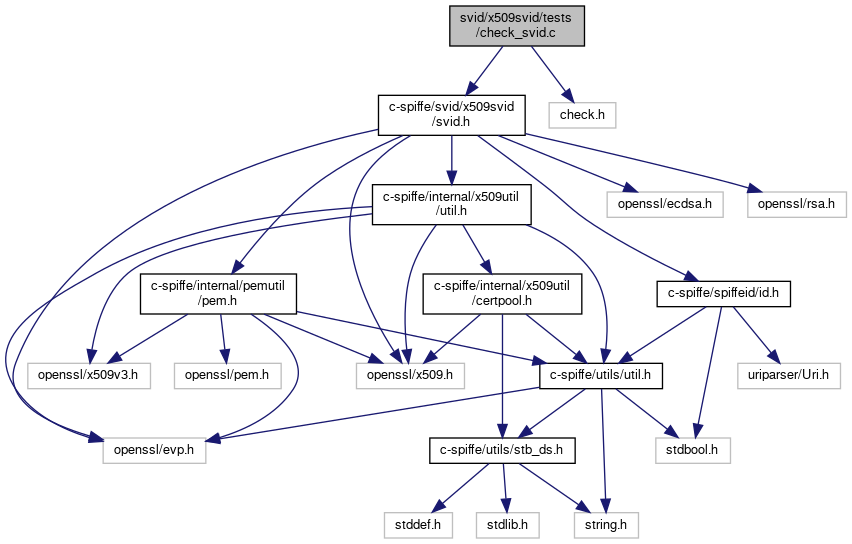 svid/x509svid/tests
/check_svid.c
c-spiffe/svid/x509svid
/svid.h
check.h
c-spiffe/internal/x509util
/util.h
openssl/ecdsa.h
openssl/rsa.h
c-spiffe/internal/pemutil
/pem.h
c-spiffe/internal/x509util
/certpool.h
c-spiffe/spiffeid/id.h
openssl/x509v3.h
openssl/pem.h
openssl/x509.h
c-spiffe/utils/util.h
uriparser/Uri.h
openssl/evp.h
c-spiffe/utils/stb_ds.h
stdbool.h
stddef.h
stdlib.h
string.h